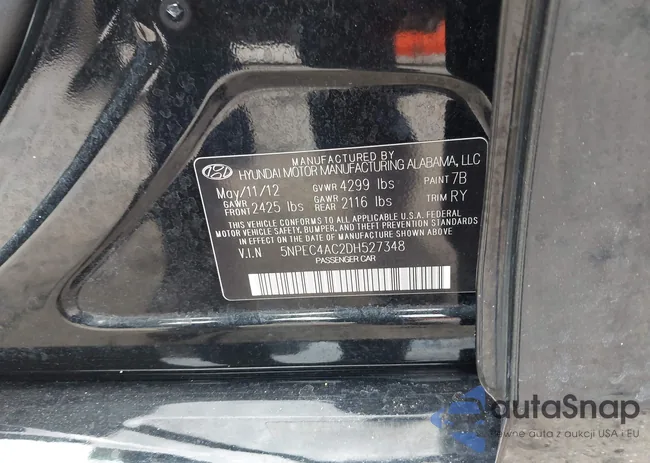 MANUFACTURED BY
HYUNDAI MOTOR MANUFACTURING ALABAMA, LLC
May/11/12 GVWR 4299 lbs PAINT 7B
GAWR FRONT 2425 lbs GAWR REAR 2116 lbs TRIM RY
THIS VEHICLE CONFORMS TO ALL APPLICABLE U.S.A. FEDERAL
MOTOR VEHICLE SAFETY, BUMPER, AND THEFT PREVENTION STANDARDS
IN EFFECT ON THE DATE OF MANUFACTURE SHOWN ABOVE.
V.I.N 5NPEC4AC2DH527348
PASSENGER CAR
autaSnap
Pewne auta z aukcji USA i EU